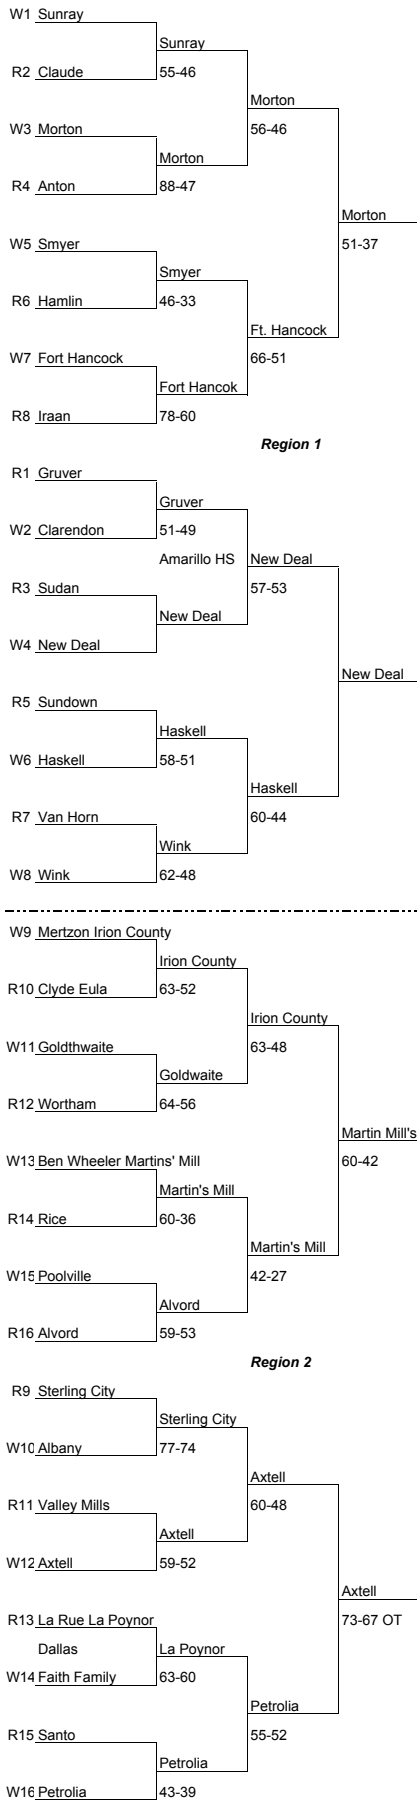 W1 Sunray
Sunray
R2 Claude 55-46
Morton
W3 Morton 56-46
Morton
R4 Anton 88-47
Morton
W5 Smyer 51-37
Smyer
R6 Hamlin 46-33
Ft. Hancock
W7 Fort Hancock 66-51
Fort Hancok
R8 Iraan 78-60
Region 1
R1 Gruver
Gruver
W2 Clarendon 51-49
Amarillo HS New Deal
R3 Sudan 57-53
New Deal
W4 New Deal
New Deal
R5 Sundown
Haskell
W6 Haskell 58-51
Haskell
R7 Van Horn 60-44
Wink
W8 Wink 62-48
W9 Mertzon Irion County
Irion County
R10 Clyde Eula 63-52
Irion County
W11 Goldthwaite 63-48
Goldwaite
R12 Wortham 64-56
Martin Mill's
W13 Ben Wheeler Martins' Mill 60-42
Martin's Mill
R14 Rice 60-36
Martin's Mill
W15 Poolville 42-27
Alvord
R16 Alvord 59-53
Region 2
R9 Sterling City
Sterling City
W10 Albany 77-74
Axtell
R11 Valley Mills 60-48
Axtell
W12 Axtell 59-52
Axtell
R13 La Rue La Poynor 73-67 OT
Dallas La Poynor
W14 Faith Family 63-60
Petrolia
R15 Santo 55-52
Petrolia
W16 Petrolia 43-39